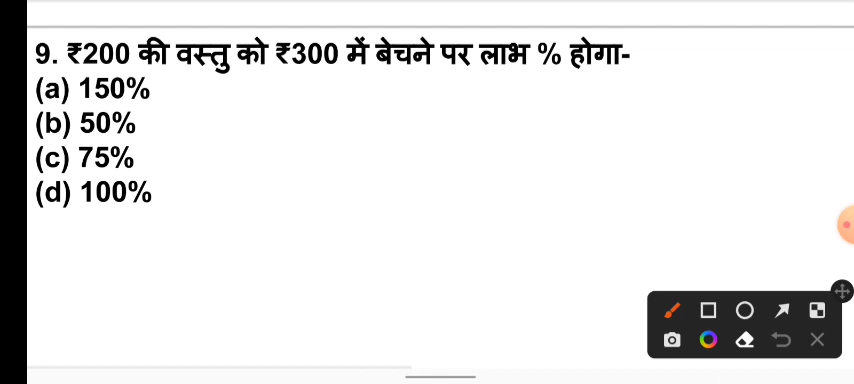 9. ₹200 की वस्तु को ₹300 में बेचने पर लाभ % होगा-
(a) 150%
(b) 50%
(c) 75%
(d) 100%